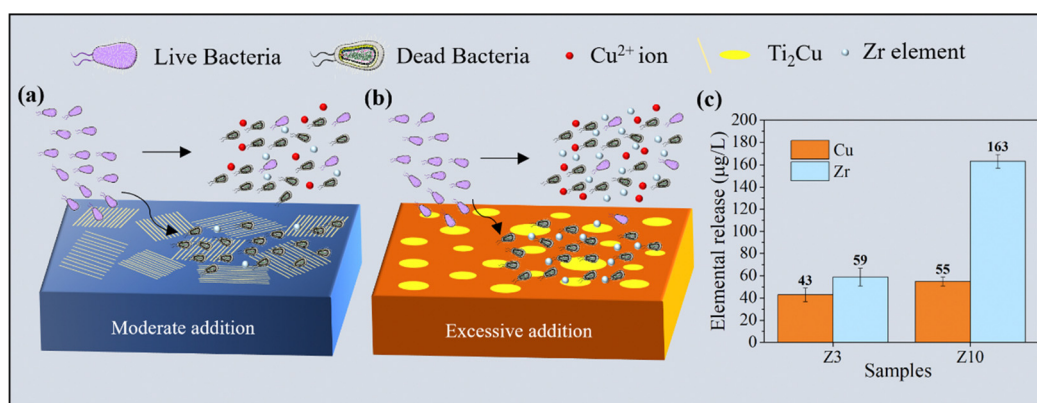 Live Bacteria
Dead Bacteria
Cu²⁺ ion
Ti₂Cu
Zr element
(a)
Moderate addition
(b)
Excessive addition
(c)
Elemental release (μg/L)
200
180
160
140
120
100
80
60
40
20
0
Cu
Zr
43
59
55
163
Z3
Z10
Samples